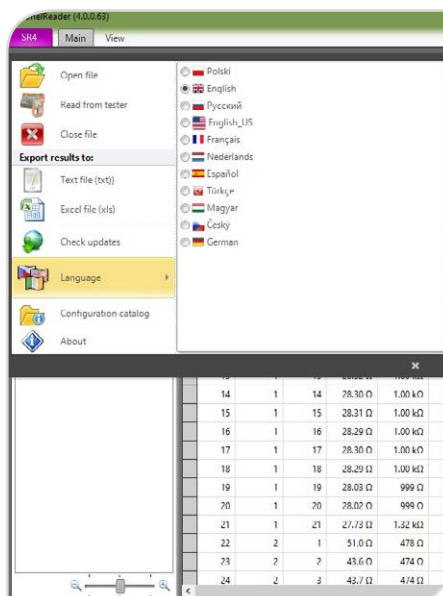 nelReader (4.0.0.63)
SR4 Main View
Open file
Read from tester
Close file
Export results to:
Text file (txt))
Excel file (xls)
Check updates
Language
Configuration catalog
About
Polski
English
Русский
English_US
Français
Nederlands
Español
Türkçe
Magyar
Český
German
14 1 14 28.30 Ω 1.00 kΩ
15 1 15 28.31 Ω 1.00 kΩ
16 1 16 28.29 Ω 1.00 kΩ
17 1 17 28.30 Ω 1.00 kΩ
18 1 18 28.29 Ω 1.00 kΩ
19 1 19 28.03 Ω 999 Ω
20 1 20 28.02 Ω 999 Ω
21 1 21 27.73 Ω 1.32 kΩ
22 2 1 51.0 Ω 478 Ω
23 2 2 43.6 Ω 474 Ω
24 2 3 43.7 Ω 474 Ω